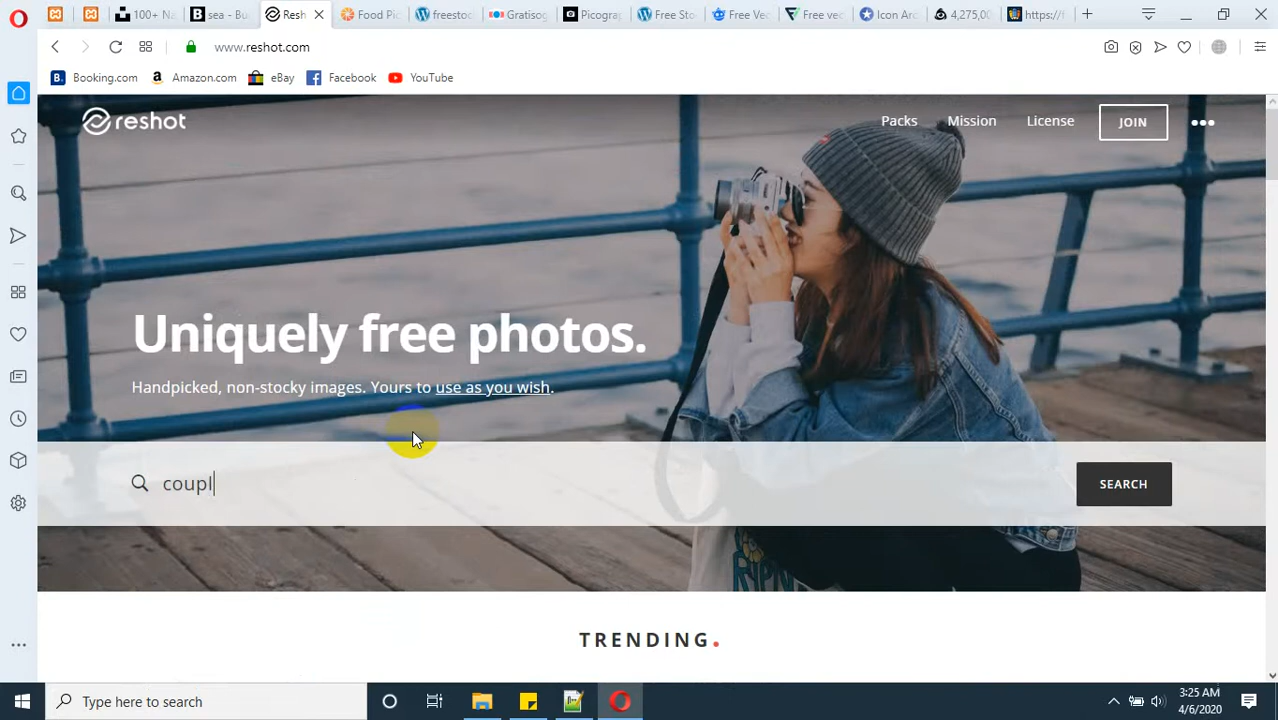 100+ Na
sea - Bu
Resh
Food Pic
freestoc
Gratisog
Picograp
Free Sto
Free Vec
Free vec
Icon Arc
4,275,00
https://f
www.reshot.com
Booking.com
Amazon.com
eBay
Facebook
YouTube
reshot
Packs
Mission
License
JOIN
Uniquely free photos.
Handpicked, non-stocky images. Yours to use as you wish.
coupl
SEARCH
TRENDING.
Type here to search
3:25 AM
4/6/2020